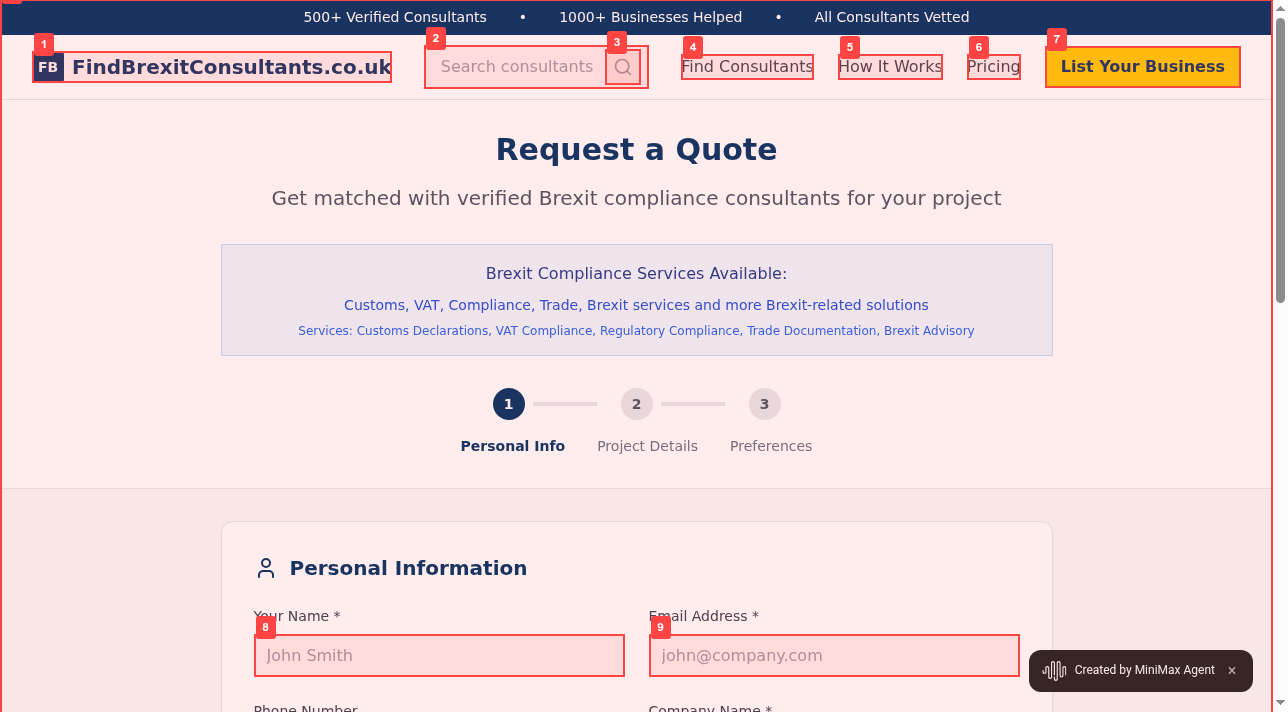 500+ Verified Consultants • 1000+ Businesses Helped • All Consultants Vetted
1 2 3 4 5 6 7
FB FindBrexitConsultants.co.uk Search consultants Find Consultants How It Works Pricing List Your Business
Request a Quote
Get matched with verified Brexit compliance consultants for your project
Brexit Compliance Services Available:
Customs, VAT, Compliance, Trade, Brexit services and more Brexit-related solutions
Services: Customs Declarations, VAT Compliance, Regulatory Compliance, Trade Documentation, Brexit Advisory
1 2 3
Personal Info Project Details Preferences
Personal Information
Your Name * Email Address *
8 9
John Smith john@company.com
Created by MiniMax Agent ×
Phone Number Company Name *